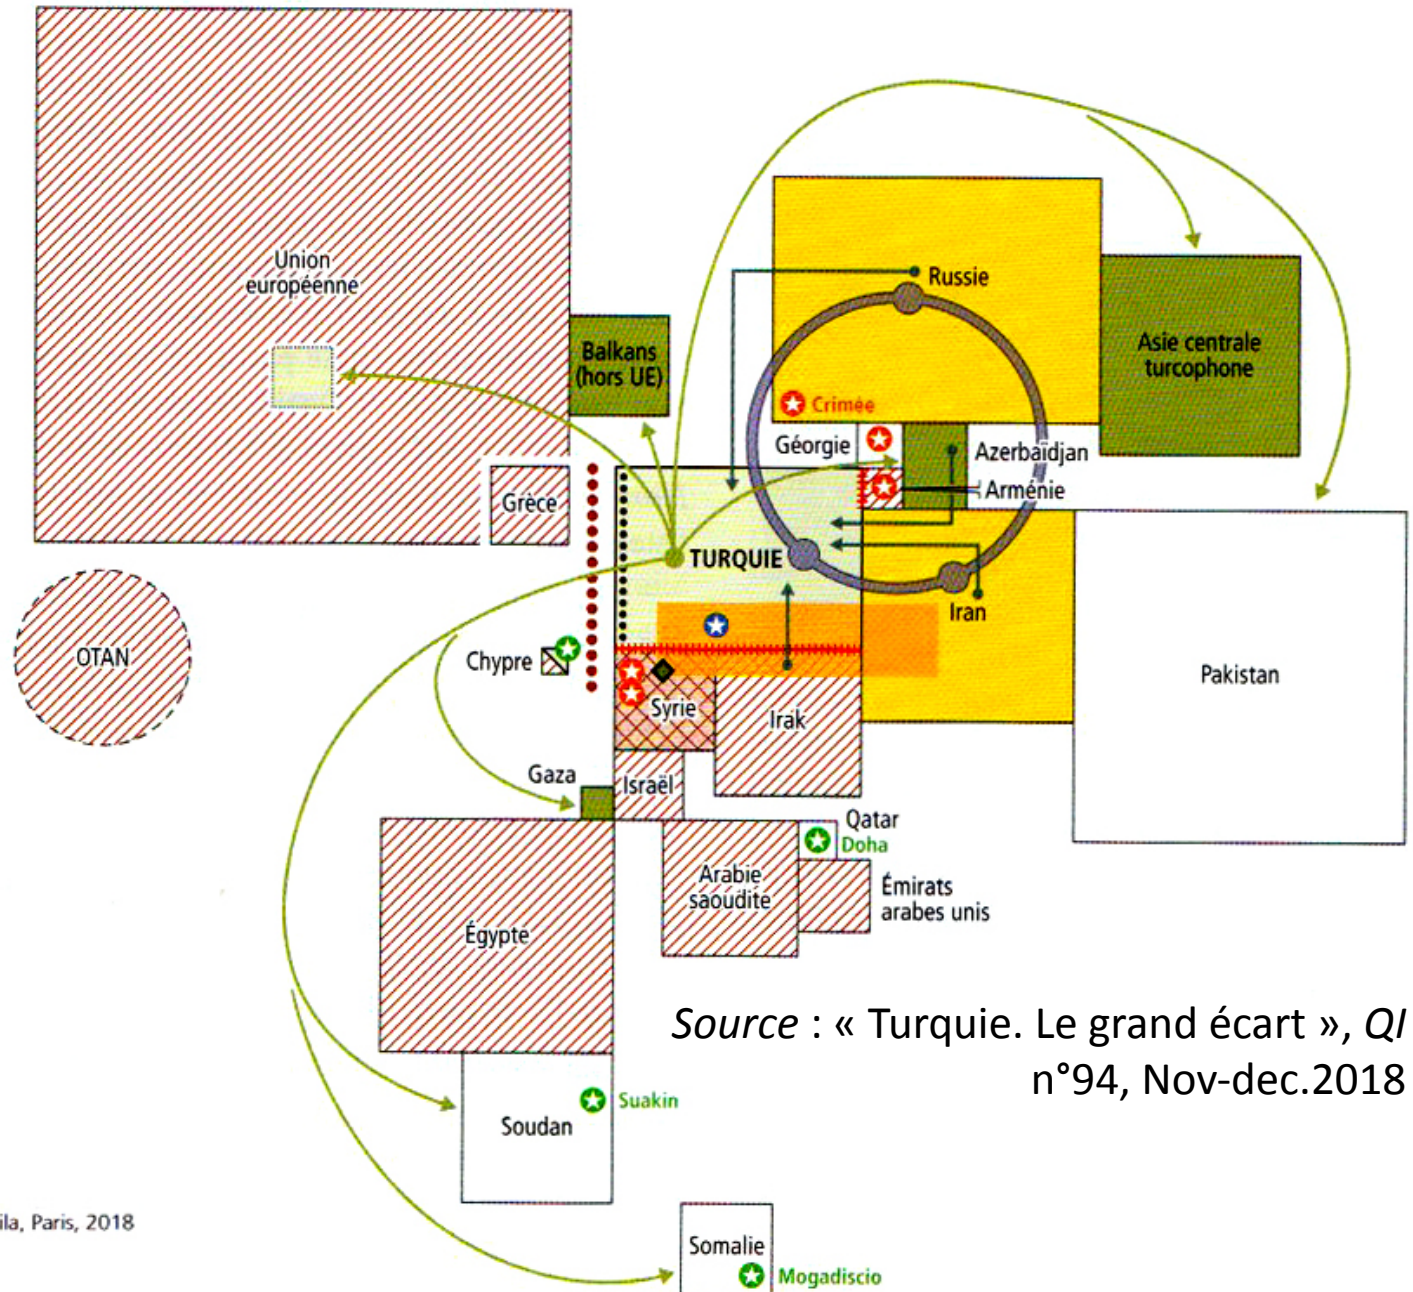 Union
européenne
Balkans
(hors UE)
Russie
Asie centrale
turcophone
Crimée
Géorgie
Azerbaïdjan
Arménie
Grèce
TURQUIE
Iran
OTAN
Chypre
Syrie
Irak
Pakistan
Gaza
Israël
Qatar
Doha
Arabie
saoudite
Émirats
arabes unis
Égypte
Source : « Turquie. Le grand écart », QI
n°94, Nov-dec.2018
Soudan
Suakin
ila, Paris, 2018
Somalie
Mogadiscio